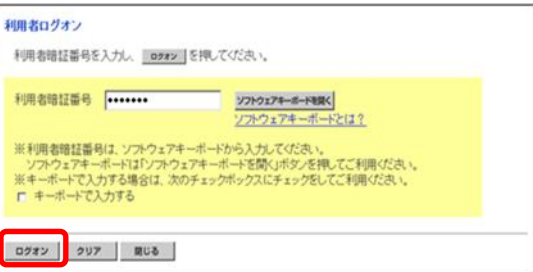 利用者ログオン
利用者暗証番号を入力し、 ログオン を押してください。
利用者暗証番号 ******* ソフトウェアキーボードを開く
ソフトウェアキーボードとは？
※利用者暗証番号は、ソフトウェアキーボードから入力してください。
ソフトウェアキーボードは「ソフトウェアキーボードを開く」ボタンを押してご利用ください。
※キーボードで入力する場合は、次のチェックボックスにチェックをしてご利用ください。
キーボードで入力する
ログオン クリア 閉じる